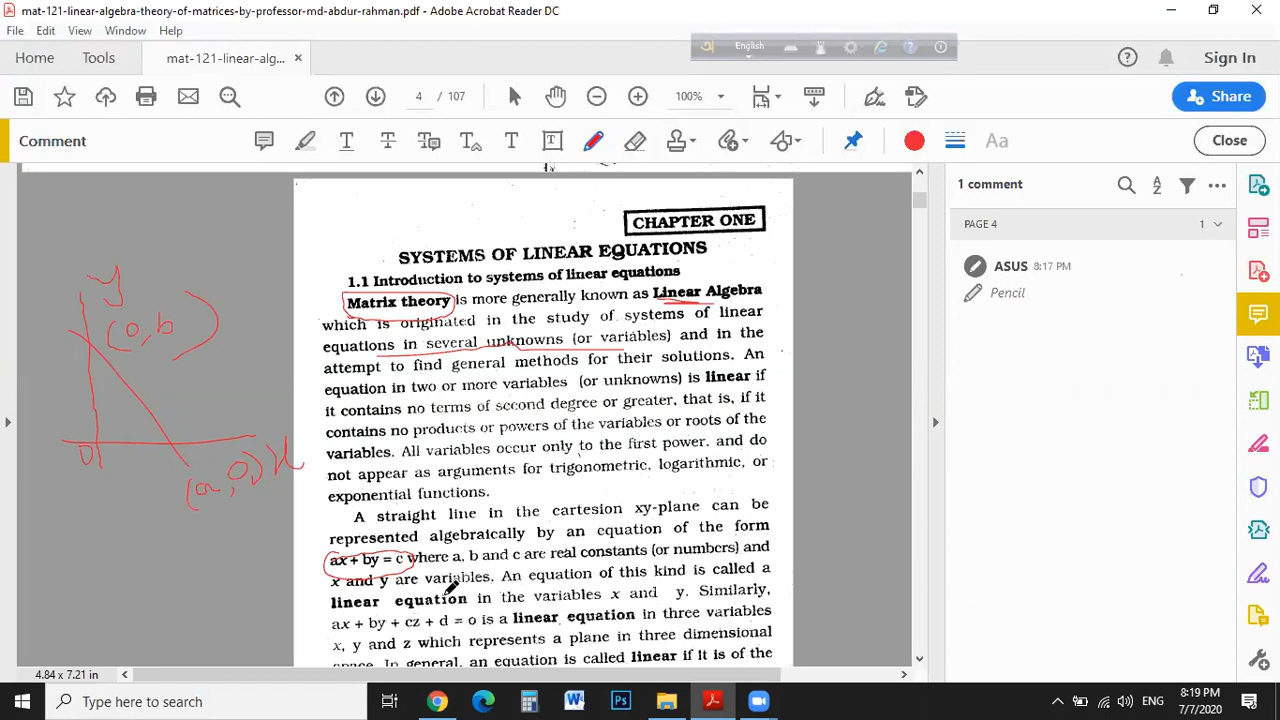 mat-121-linear-algebra-theory-of-matrices-by-professor-md-abdur-rahman.pdf - Adobe Acrobat Reader DC
File Edit View Window Help
English
Home Tools mat-121-linear-alg... Sign In
4 / 107 100% Share
Comment Close
1 comment
PAGE 4 1
ASUS 8:17 PM
Pencil
CHAPTER ONE
SYSTEMS OF LINEAR EQUATIONS
1.1 Introduction to systems of linear equations
Matrix theory is more generally known as Linear Algebra
which is originated in the study of systems of linear
equations in several unknowns (or variables) and in the
attempt to find general methods for their solutions. An
equation in two or more variables (or unknowns) is linear if
it contains no terms of second degree or greater, that is, if it
contains no products or powers of the variables or roots of the
variables. All variables occur only to the first power. and do
not appear as arguments for trigonometric, logarithmic, or
exponential functions.
A straight line in the cartesian xy-plane can be
represented algebraically by an equation of the form
ax + by = c where a, b and c are real constants (or numbers) and
x and y are variables. An equation of this kind is called a
linear equation in the variables x and y. Similarly,
ax + by + cz + d = o is a linear equation in three variables
x, y and z which represents a plane in three dimensional
space. In general, an equation is called linear if it is of the
y
(0, b)
0
(a, 0) x
4.84 x 7.21 in
Type here to search
ENG
8:19 PM
7/7/2020